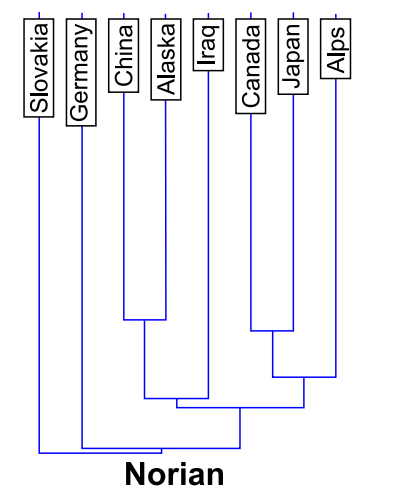 Slovakia
Germany
China
Alaska
Iraq
Canada
Japan
Alps
Norian